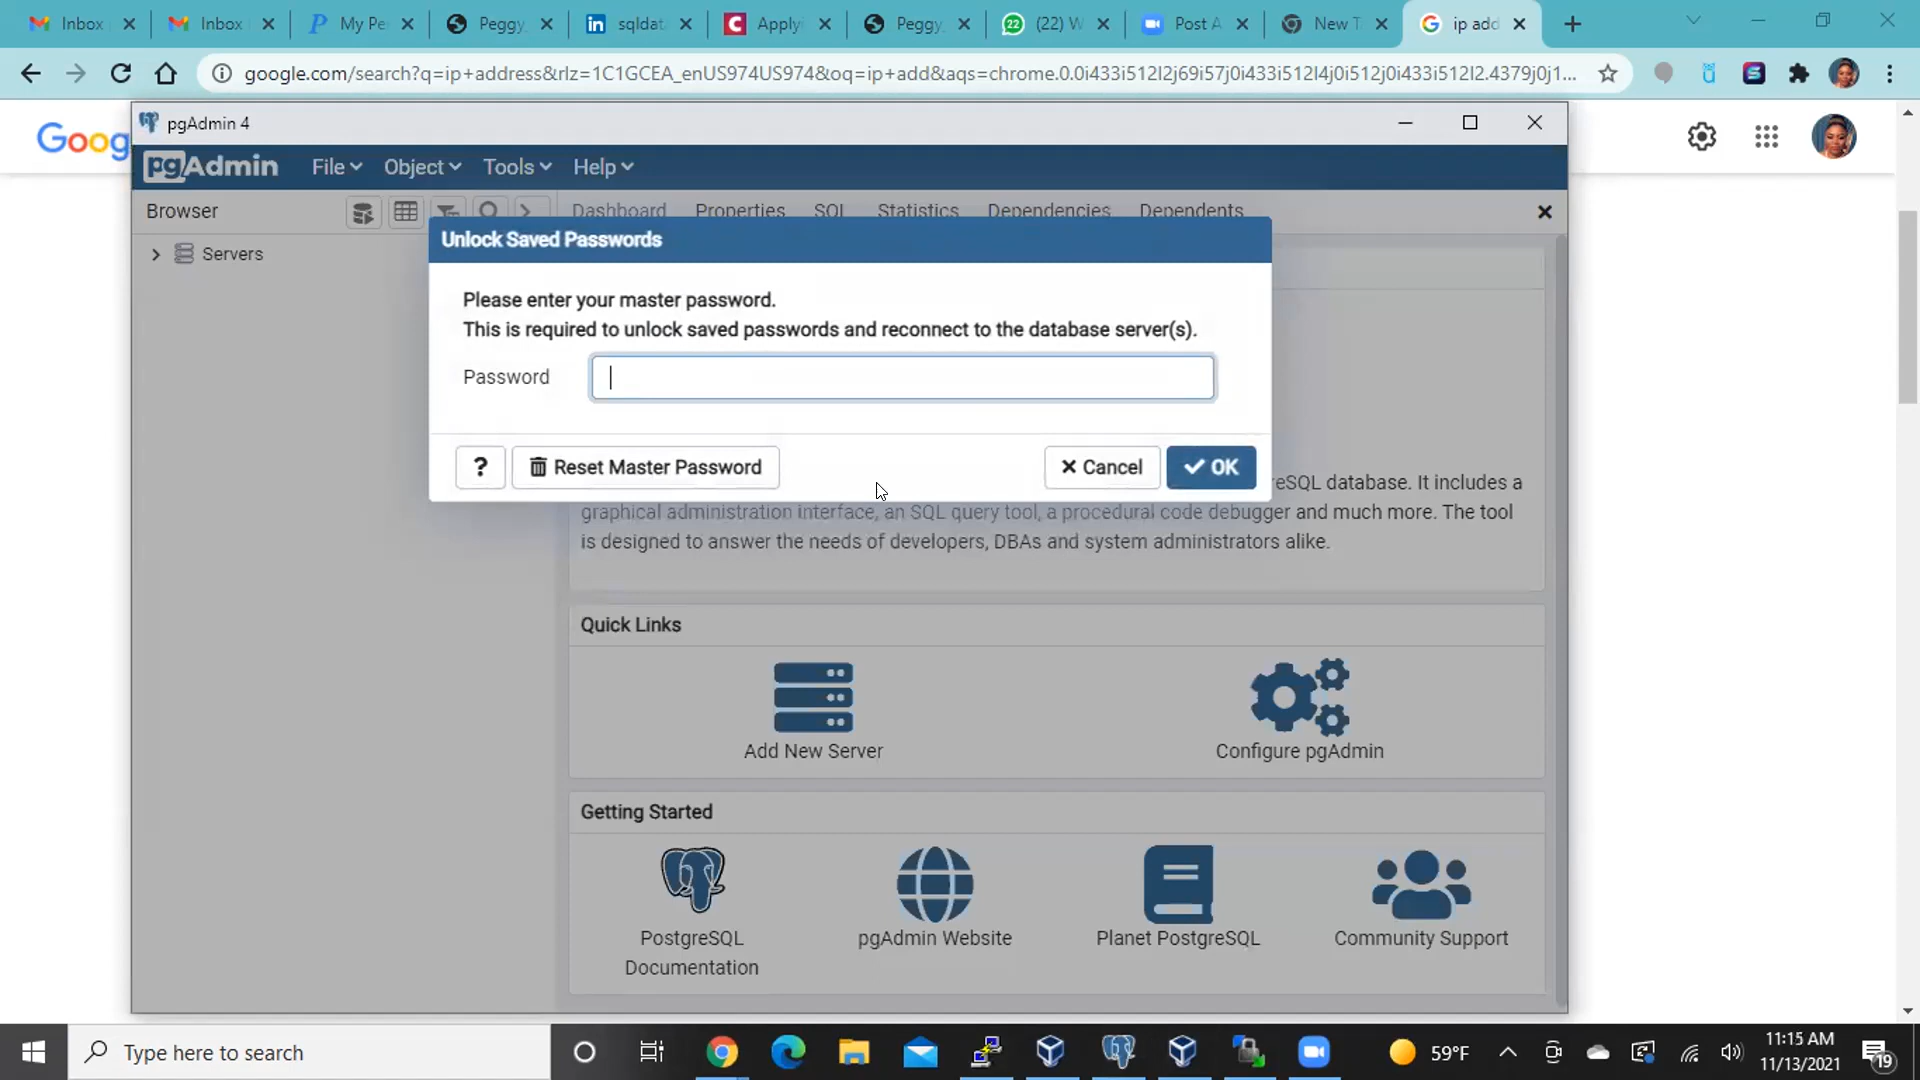 Inbox
Inbox
My Pe
Peggy
sqldat
Applyi
Peggy
(22) W
Post A
New T
ip add
google.com/search?q=ip+address&rlz=1C1GCEA_enUS974US974&oq=ip+add&aqs=chrome.0.0i433i512l2j69i57j0i433i512l4j0i512j0i433i512l2.4379j0j1...
Goog
pgAdmin 4
pgAdmin File Object Tools Help
Browser
Dashboard Properties SQL Statistics Dependencies Dependents
Servers
Unlock Saved Passwords
Please enter your master password.
This is required to unlock saved passwords and reconnect to the database server(s).
Password
? Reset Master Password Cancel OK
reSQL database. It includes a
graphical administration interface, an SQL query tool, a procedural code debugger and much more. The tool
is designed to answer the needs of developers, DBAs and system administrators alike.
Quick Links
Add New Server
Configure pgAdmin
Getting Started
PostgreSQL
Documentation
pgAdmin Website
Planet PostgreSQL
Community Support
Type here to search
59°F
11:15 AM
11/13/2021
19